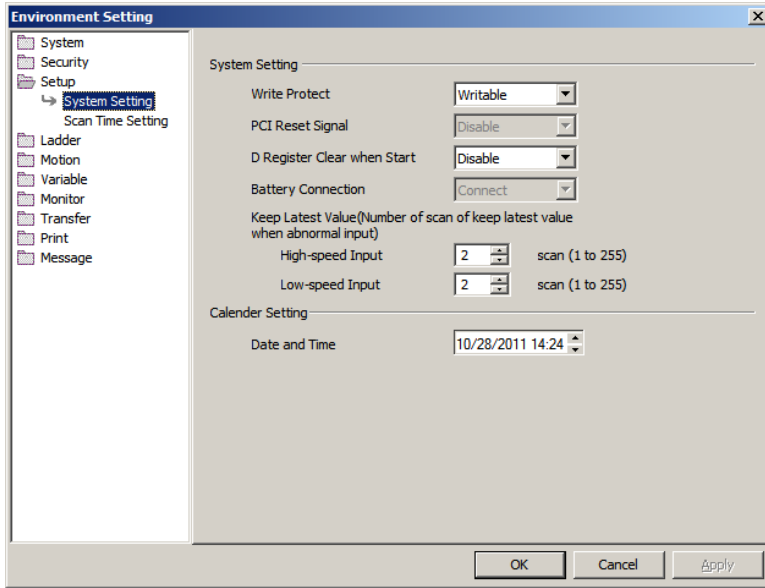 Environment Setting
System
Security
Setup
System Setting
Scan Time Setting
Ladder
Motion
Variable
Monitor
Transfer
Print
Message
System Setting
Write Protect Writable
PCI Reset Signal Disable
D Register Clear when Start Disable
Battery Connection Connect
Keep Latest Value(Number of scan of keep latest value
when abnormal input)
High-speed Input 2 scan (1 to 255)
Low-speed Input 2 scan (1 to 255)
Calender Setting
Date and Time 10/28/2011 14:24
OK Cancel Apply